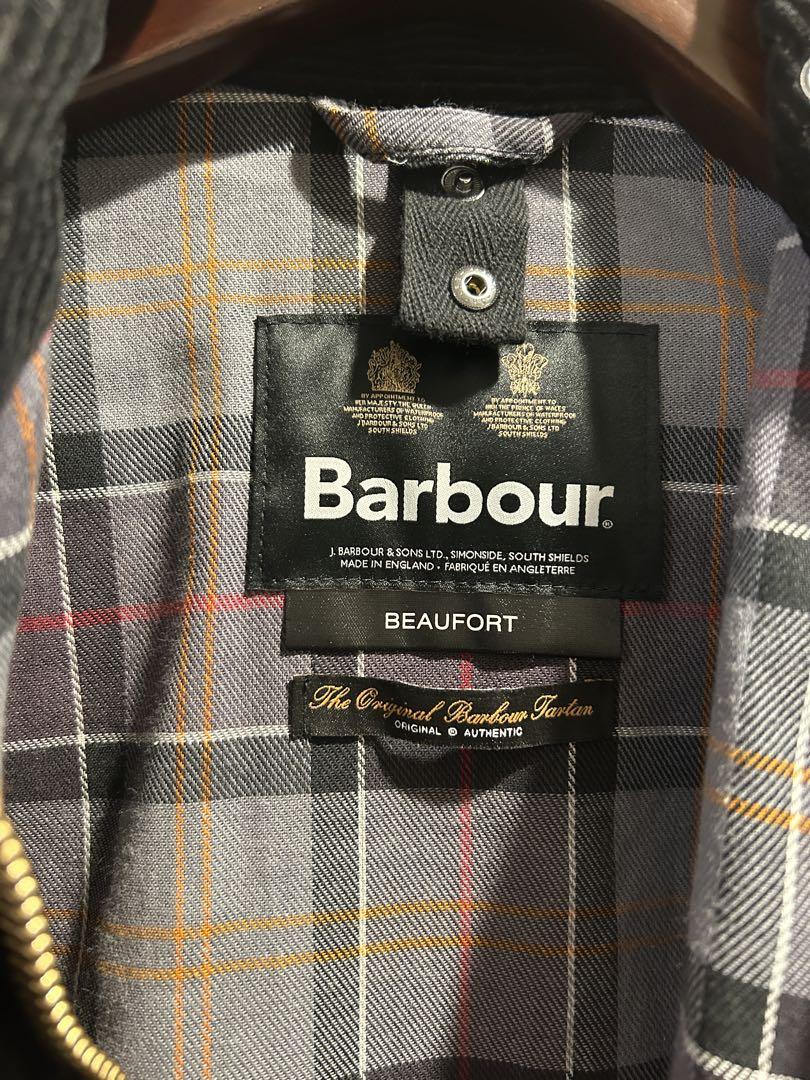 BY APPOINTMENT TO
HER MAJESTY THE QUEEN
MANUFACTURERS OF WATERPROOF
AND PROTECTIVE CLOTHING
J BARBOUR & SONS LTD
SOUTH SHIELDS
BY APPOINTMENT TO
HRH THE PRINCE OF WALES
MANUFACTURERS OF WATERPROOF
AND PROTECTIVE CLOTHING
J BARBOUR & SONS LTD
SOUTH SHIELDS
Barbour®
J. BARBOUR & SONS LTD., SIMONSIDE, SOUTH SHIELDS
MADE IN ENGLAND - FABRIQUÉ EN ANGLETERRE
BEAUFORT
The Original Barbour Tartan
ORIGINAL ® AUTHENTIC